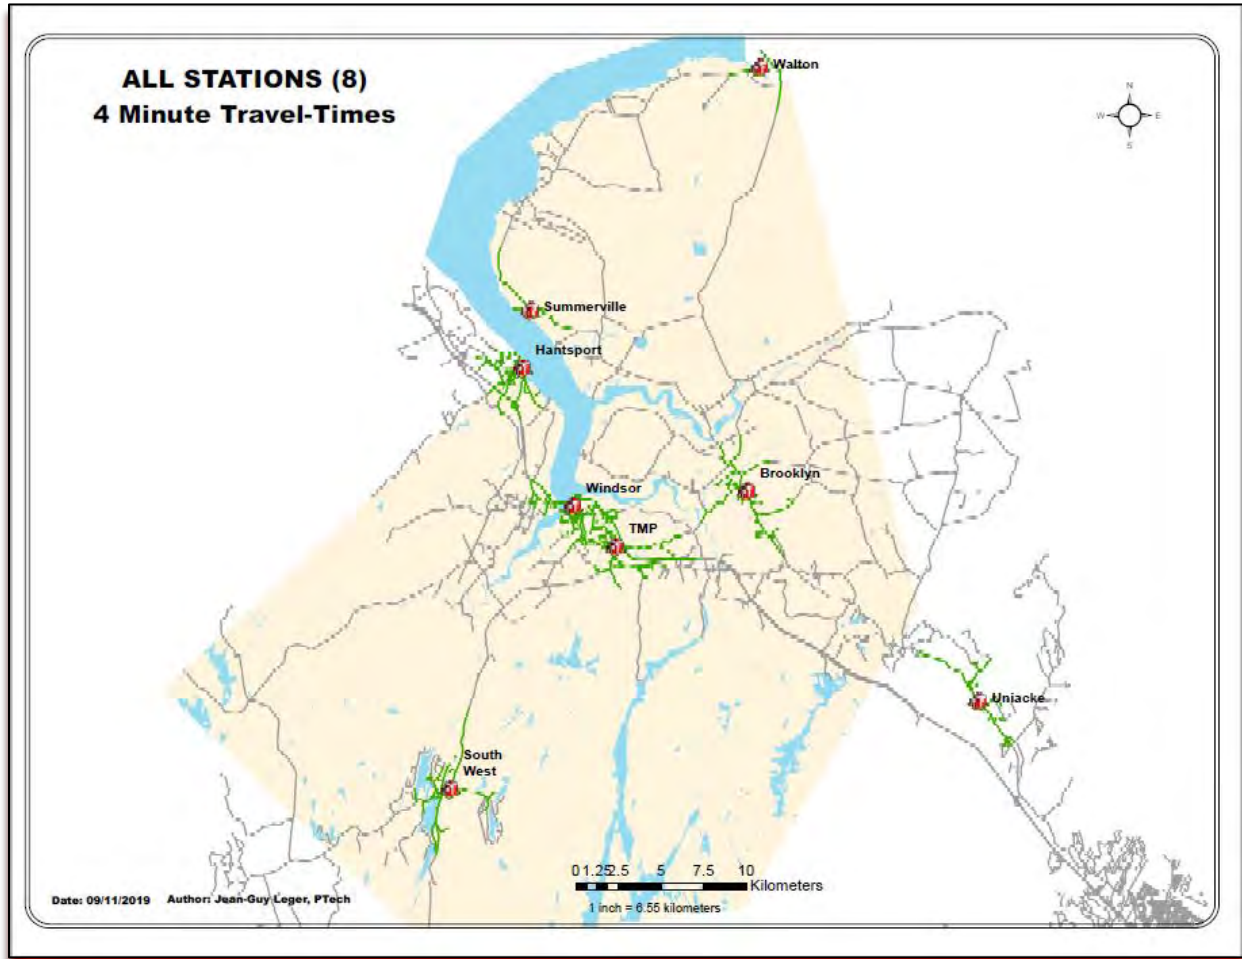 ALL STATIONS (8)
4 Minute Travel-Times
Walton
N
W
E
S
Summerville
Hantsport
Brooklyn
Windsor
TMP
Uniacke
South
West
0 1.25 2.5 5 7.5 10
Kilometers
1 inch = 6.55 kilometers
Date: 09/11/2019 Author: Jean-Guy Leger, PTech